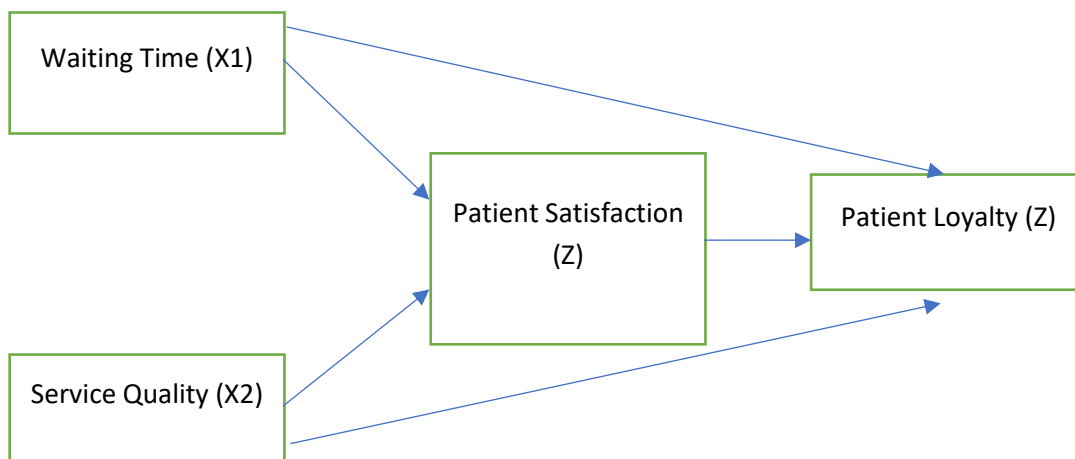 Waiting Time (X1)
Patient Satisfaction
(Z)
Patient Loyalty (Z)
Service Quality (X2)